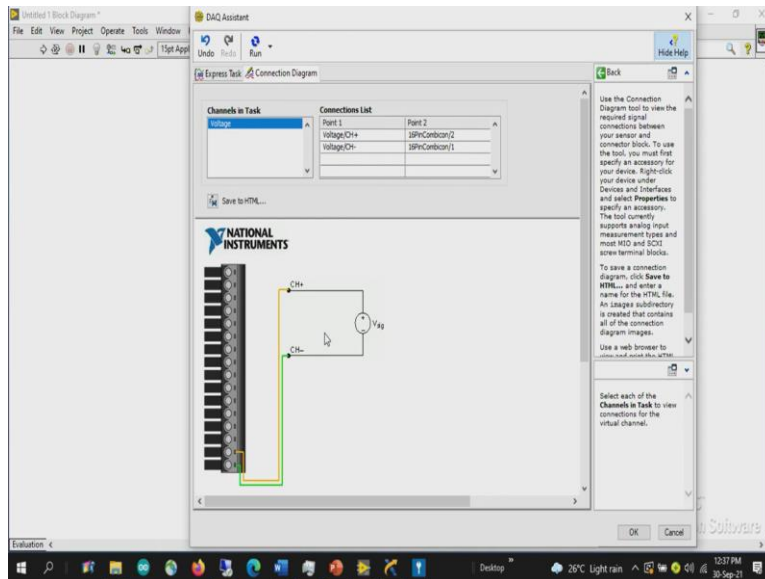 Untitled 1 Block Diagram *
File Edit View Project Operate Tools Window
15pt Appl
DAQ Assistant
Undo Redo Run
Hide Help
Express Task Connection Diagram
Back
Channels in Task
Voltage
Connections List
Point 1 Point 2
Voltage/CH+ 16PinCombicon/2
Voltage/CH- 16PinCombicon/1
Save to HTML...
NATIONAL
INSTRUMENTS
CH+
Vsig
CH-
Use the Connection
Diagram tool to view the
required signal
connections between
your sensor and
connector block. To use
the tool, you must first
specify an accessory for
your device. Right-click
your device under
Devices and Interfaces
and select Properties to
specify an accessory.
The tool currently
supports analog input
measurement types and
most MIO and SCXI
screw terminal blocks.
To save a connection
diagram, click Save to
HTML... and enter a
name for the HTML file.
An images subdirectory
is created that contains
all of the connection
diagram images.
Use a web browser to
view and print the HTML
Select each of the
Channels in Task to view
connections for the
virtual channel.
OK Cancel
Software
Evaluation
Desktop
26°C Light rain
12:37 PM
30-Sep-21